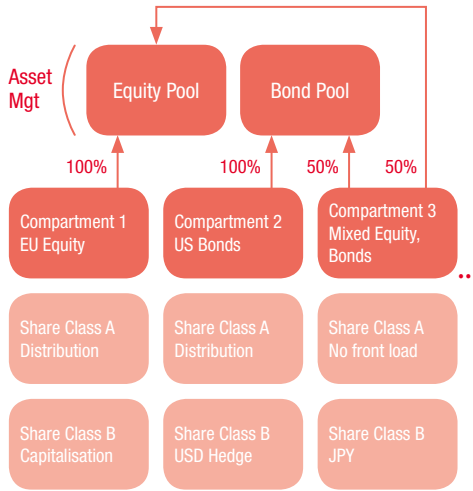 Asset
Mgt
Equity Pool
Bond Pool
100%
100%
50%
50%
Compartment 1
EU Equity
Compartment 2
US Bonds
Compartment 3
Mixed Equity,
Bonds
..
Share Class A
Distribution
Share Class A
Distribution
Share Class A
No front load
Share Class B
Capitalisation
Share Class B
USD Hedge
Share Class B
JPY